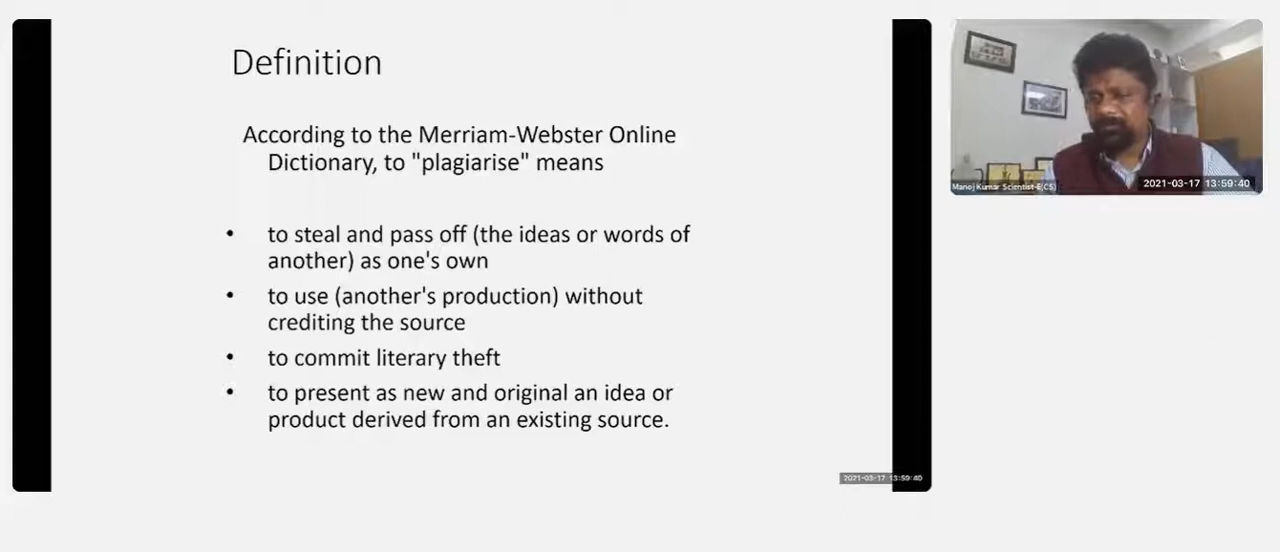 Definition
According to the Merriam-Webster Online
Dictionary, to "plagiarise" means
• to steal and pass off (the ideas or words of
another) as one's own
• to use (another's production) without
crediting the source
• to commit literary theft
• to present as new and original an idea or
product derived from an existing source.
2021-03-17 13:59:40
Manoj Kumar Scientist-E(CS)
2021-03-17 13:59:40